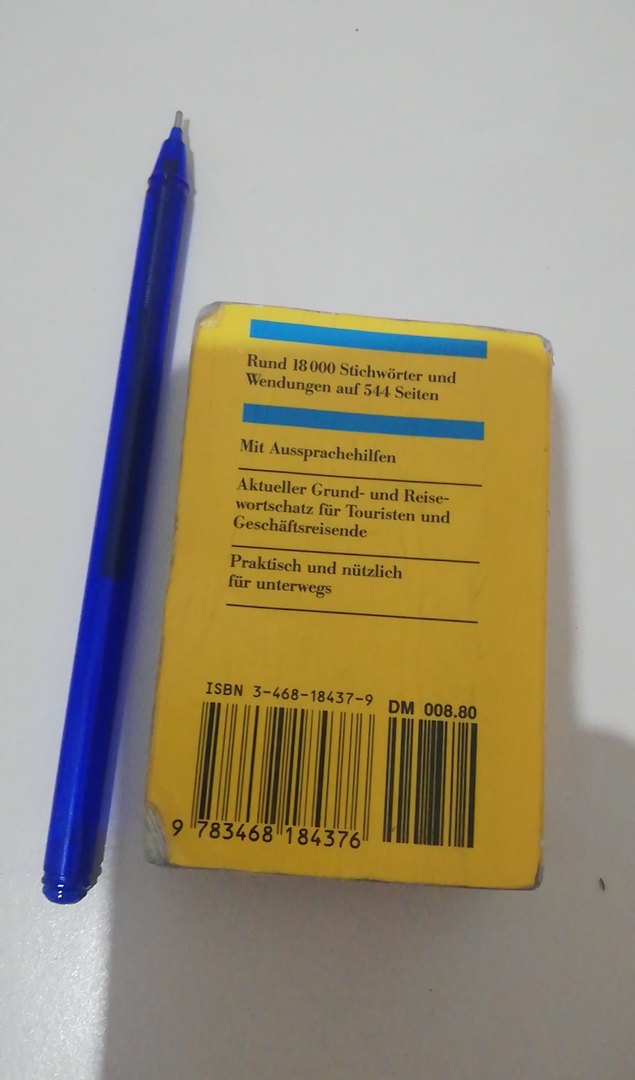 Rund 18 000 Stichwörter und
Wendungen auf 544 Seiten
Mit Aussprachehilfen
Aktueller Grund- und Reise-
wortschatz für Touristen und
Geschäftsreisende
Praktisch und nützlich
für unterwegs
ISBN 3-468-18437-9
DM 008.80
9 783468 184376